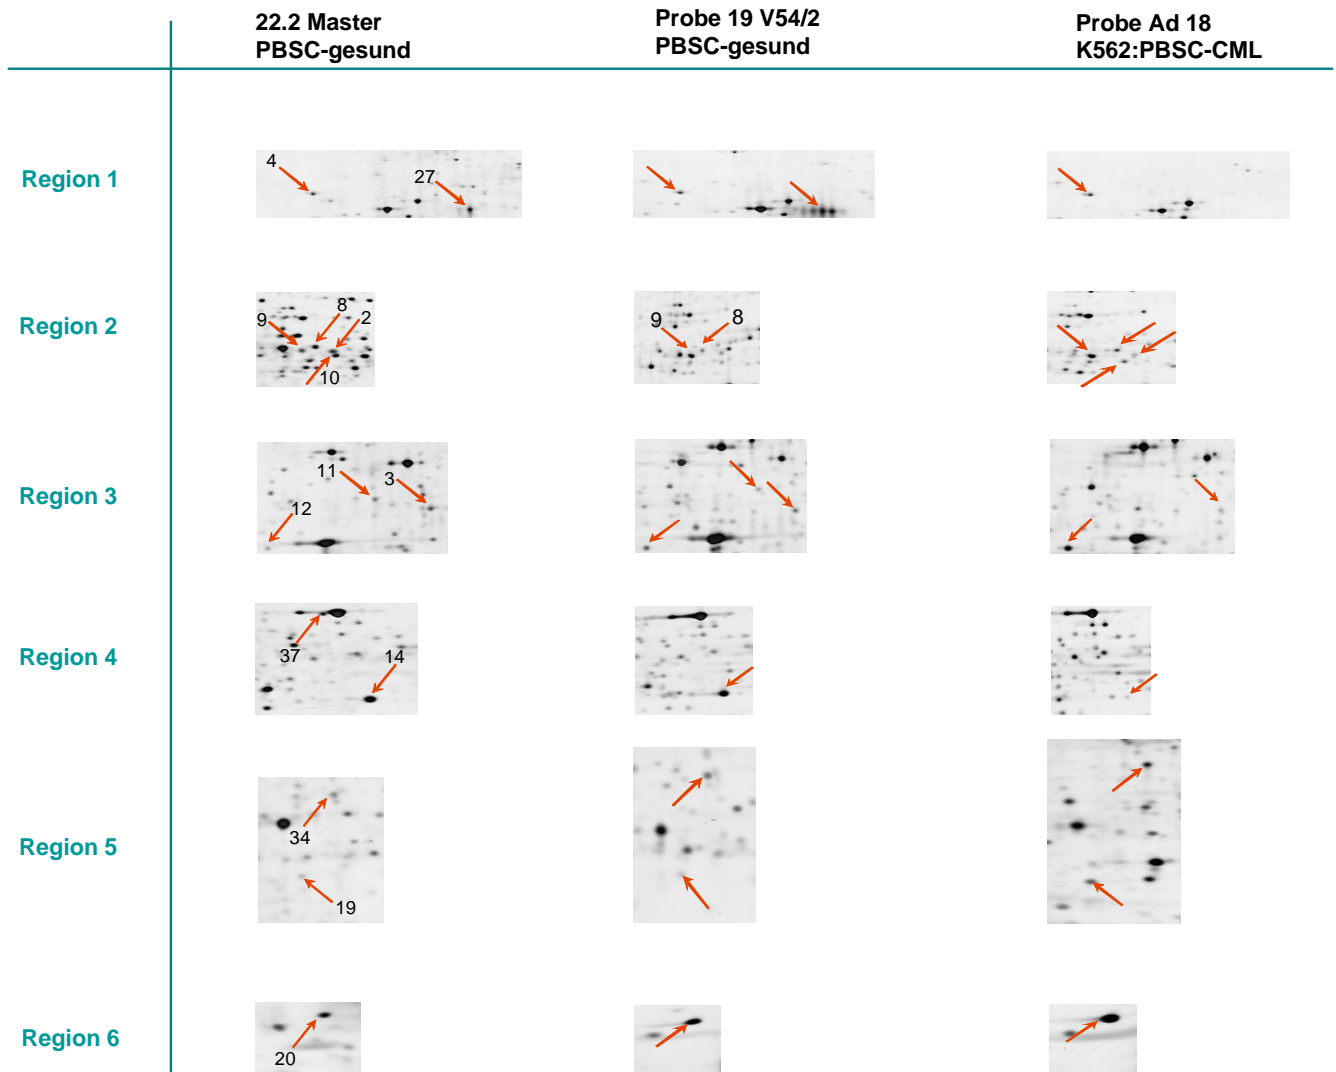 22.2 Master
PBSC-gesund
Probe 19 V54/2
PBSC-gesund
Probe Ad 18
K562:PBSC-CML
Region 1
4
27
Region 2
9
8
2
10
9
8
Region 3
11
3
12
Region 4
37
14
Region 5
34
19
Region 6
20